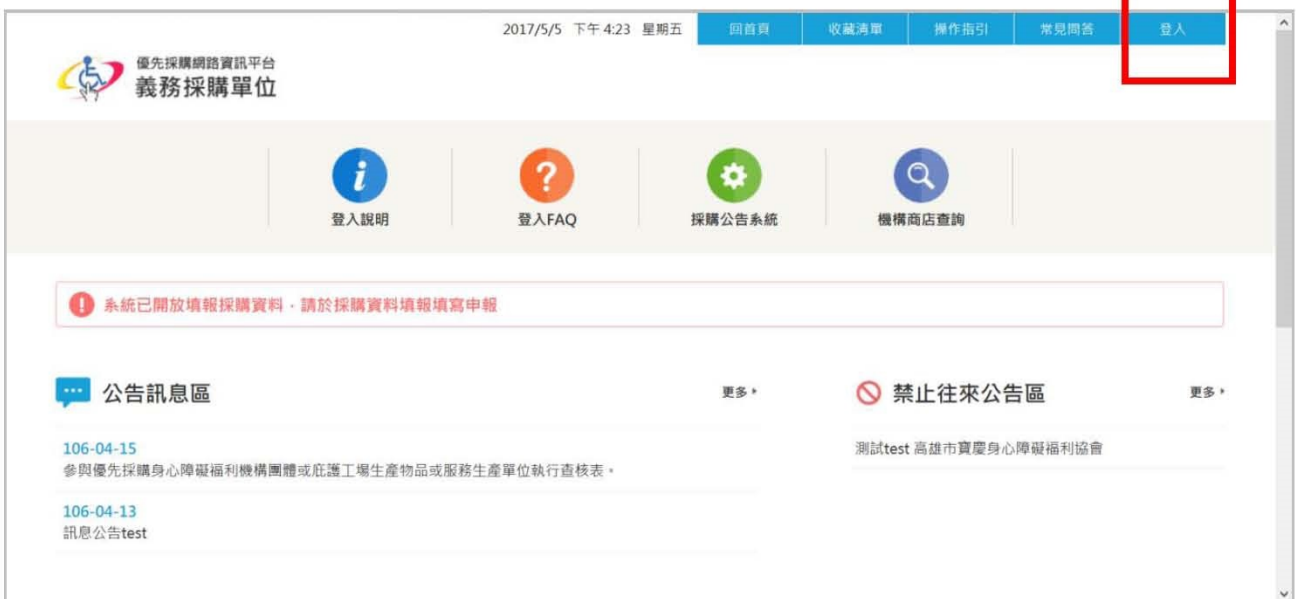 2017/5/5 下午 4:23 星期五 回首頁 收藏清單 操作指引 常見問答 登入
優先採購網路資訊平台
義務採購單位
登入說明 登入FAQ 採購公告系統 機構商店查詢
系統已開放填報採購資料，請於採購資料填報填寫申報
公告訊息區 更多
禁止往來公告區 更多
106-04-15
參與優先採購身心障礙福利機構團體或庇護工場生產物品或服務生產單位執行查核表。
測試test 高雄市寶慶身心障礙福利協會
106-04-13
訊息公告test